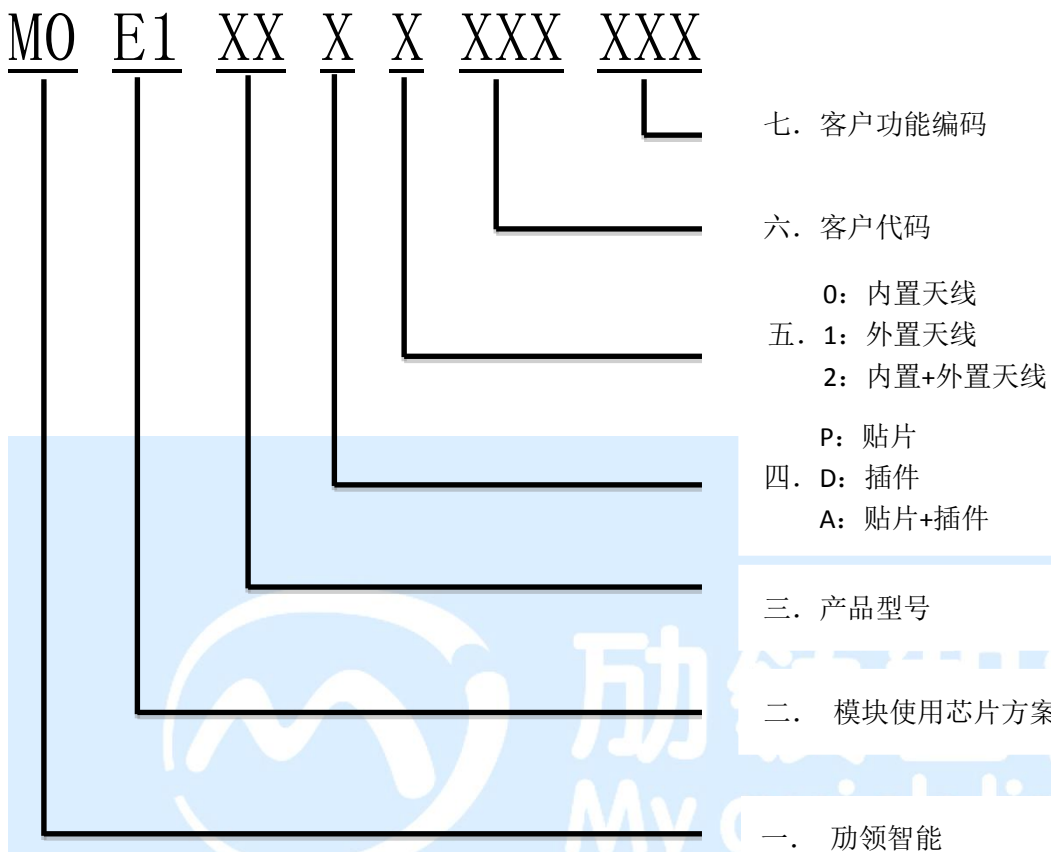 MO E1 XX X X XXX XXX
七. 客户功能编码
六. 客户代码
0: 内置天线
五. 1: 外置天线
2: 内置+外置天线
P: 贴片
四. D: 插件
A: 贴片+插件
三. 产品型号
二. 模块使用芯片方案
一. 励领智能